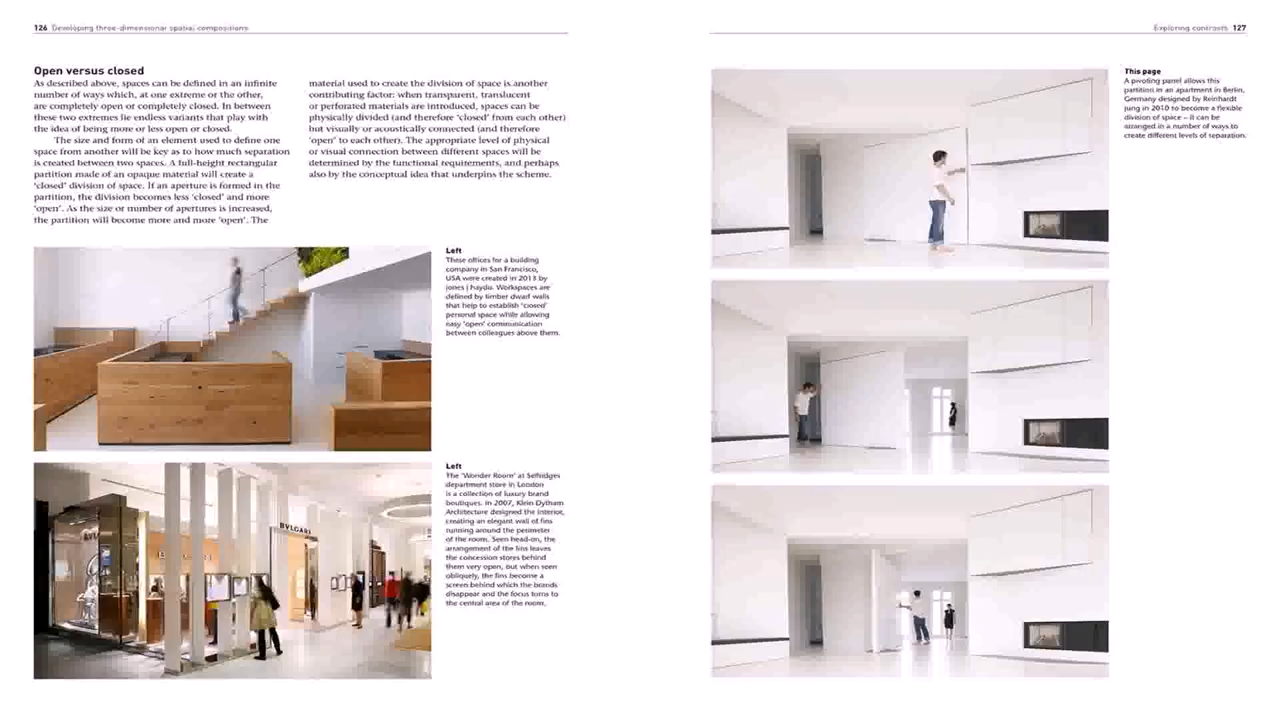 126 Developing three-dimensional spatial compositions
Exploring contrasts 127
Open versus closed
As described above, spaces can be defined in an infinite
number of ways which, at one extreme or the other,
are completely open or completely closed. In between
these two extremes lie endless variants that play with
the idea of being more or less open or closed.
The size and form of an element used to define one
space from another will be key as to how much separation
is created between two spaces. A full-height rectangular
partition made of an opaque material will create a
‘closed’ division of space. If an aperture is formed in the
partition, the division becomes less ‘closed’ and more
‘open’. As the size or number of apertures is increased,
the partition will become more and more ‘open’. The
material used to create the division of space is another
contributing factor: when transparent, translucent
or perforated materials are introduced, spaces can be
physically divided (and therefore ‘closed’ from each other)
but visually or acoustically connected (and therefore
‘open’ to each other). The appropriate level of physical
or visual connection between different spaces will be
determined by the functional requirements, and perhaps
also by the conceptual idea that underpins the scheme.
Left
These offices for a building
company in San Francisco,
USA were created in 2013 by
jones | haydu. Workspaces are
defined by timber dwarf walls
that help to establish ‘closed’
personal space while allowing
easy ‘open’ communication
between colleagues above them.
Left
The ‘Wonder Room’ at Selfridges
department store in London
is a collection of luxury brand
boutiques. In 2007, Klein Dytham
Architecture designed the interior,
creating an elegant wall of fins
running around the perimeter
of the room. Seen head-on, the
arrangement of the fins leaves
the concession stores behind
them very open, but when seen
obliquely, the fins become a
screen behind which the brands
disappear and the focus turns to
the central area of the room.
BVLGARI
This page
A pivoting panel allows this
partition in an apartment in Berlin,
Germany designed by Reinhardt
Jung in 2010 to become a flexible
division of space – it can be
arranged in a number of ways to
create different levels of separation.